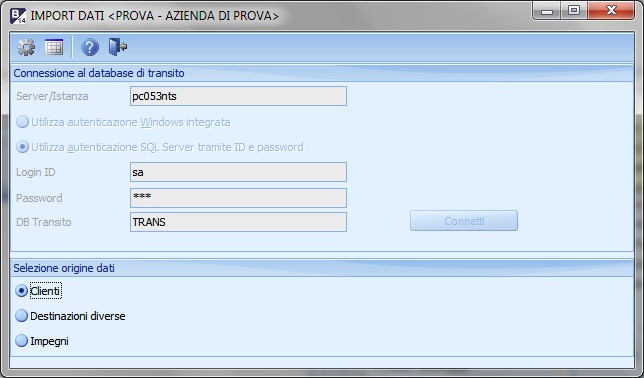 B 14 IMPORT DATI <PROVA - AZIENDA DI PROVA>
Connessione al database di transito
Server/Istanza pc053nts
Utilizza autenticazione Windows integrata
Utilizza autenticazione SQL Server tramite ID e password
Login ID sa
Password ***
DB Transito TRANS Connetti
Selezione origine dati
Clienti
Destinazioni diverse
Impegni